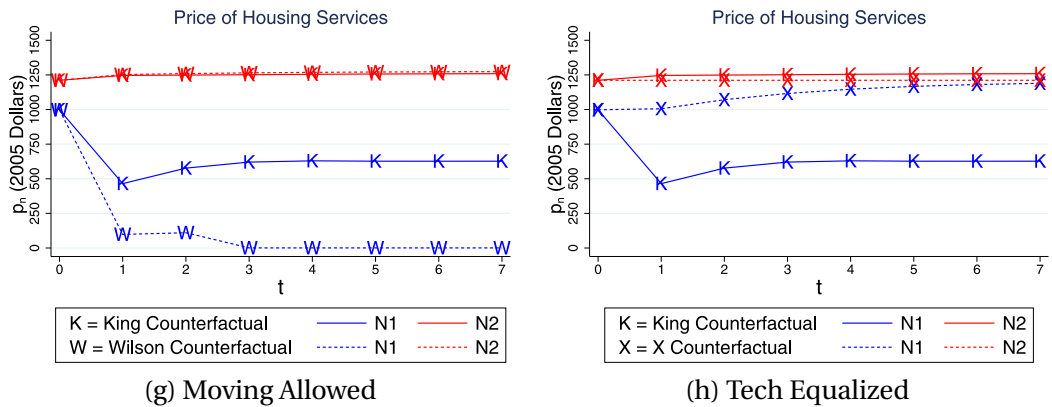 Price of Housing Services
pₙ (2005 Dollars)
1500
1250
1000
750
500
250
0
0 1 2 3 4 5 6 7
t
K = King Counterfactual N1 N2
W = Wilson Counterfactual N1 N2
(g) Moving Allowed
Price of Housing Services
pₙ (2005 Dollars)
1500
1250
1000
750
500
250
0
0 1 2 3 4 5 6 7
t
K = King Counterfactual N1 N2
X = X Counterfactual N1 N2
(h) Tech Equalized